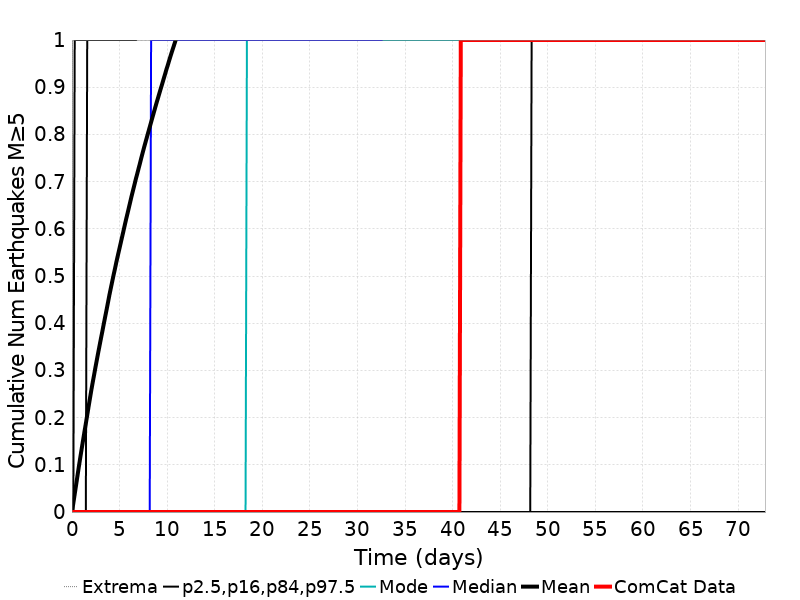 Cumulative Num Earthquakes M≥5
1
0.9
0.8
0.7
0.6
0.5
0.4
0.3
0.2
0.1
0
0 5 10 15 20 25 30 35 40 45 50 55 60 65 70
Time (days)
Extrema p2.5,p16,p84,p97.5 Mode Median Mean ComCat Data